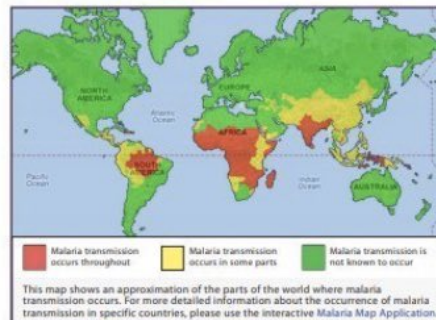 ASIA
NORTH
AMERICA
EUROPE
Atlantic
Ocean
AFRICA
Pacific
Ocean
SOUTH
AMERICA
Indian
Ocean
AUSTRALIA
Malaria transmission
occurs throughout
Malaria transmission
occurs in some parts
Malaria transmission is
not known to occur
This map shows an approximation of the parts of the world where malaria
transmission occurs. For more detailed information about the occurrence of malaria
transmission in specific countries, please use the interactive Malaria Map Application